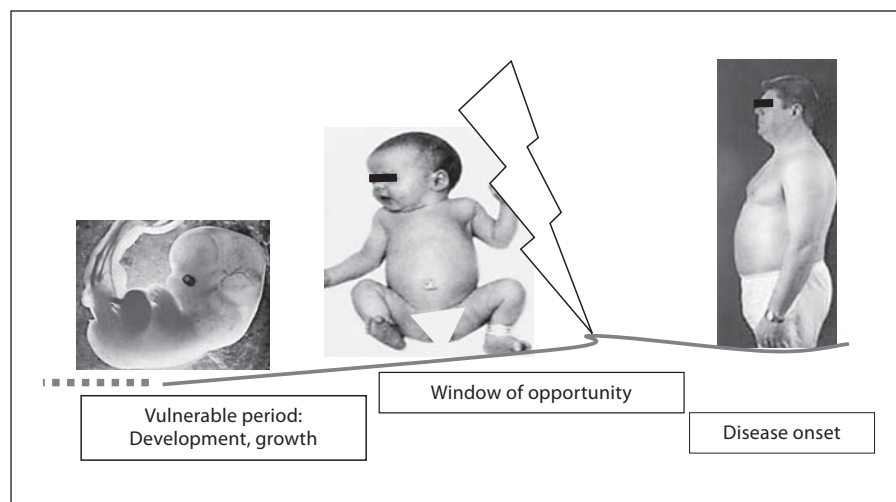 Vulnerable period:
Development, growth
Window of opportunity
Disease onset